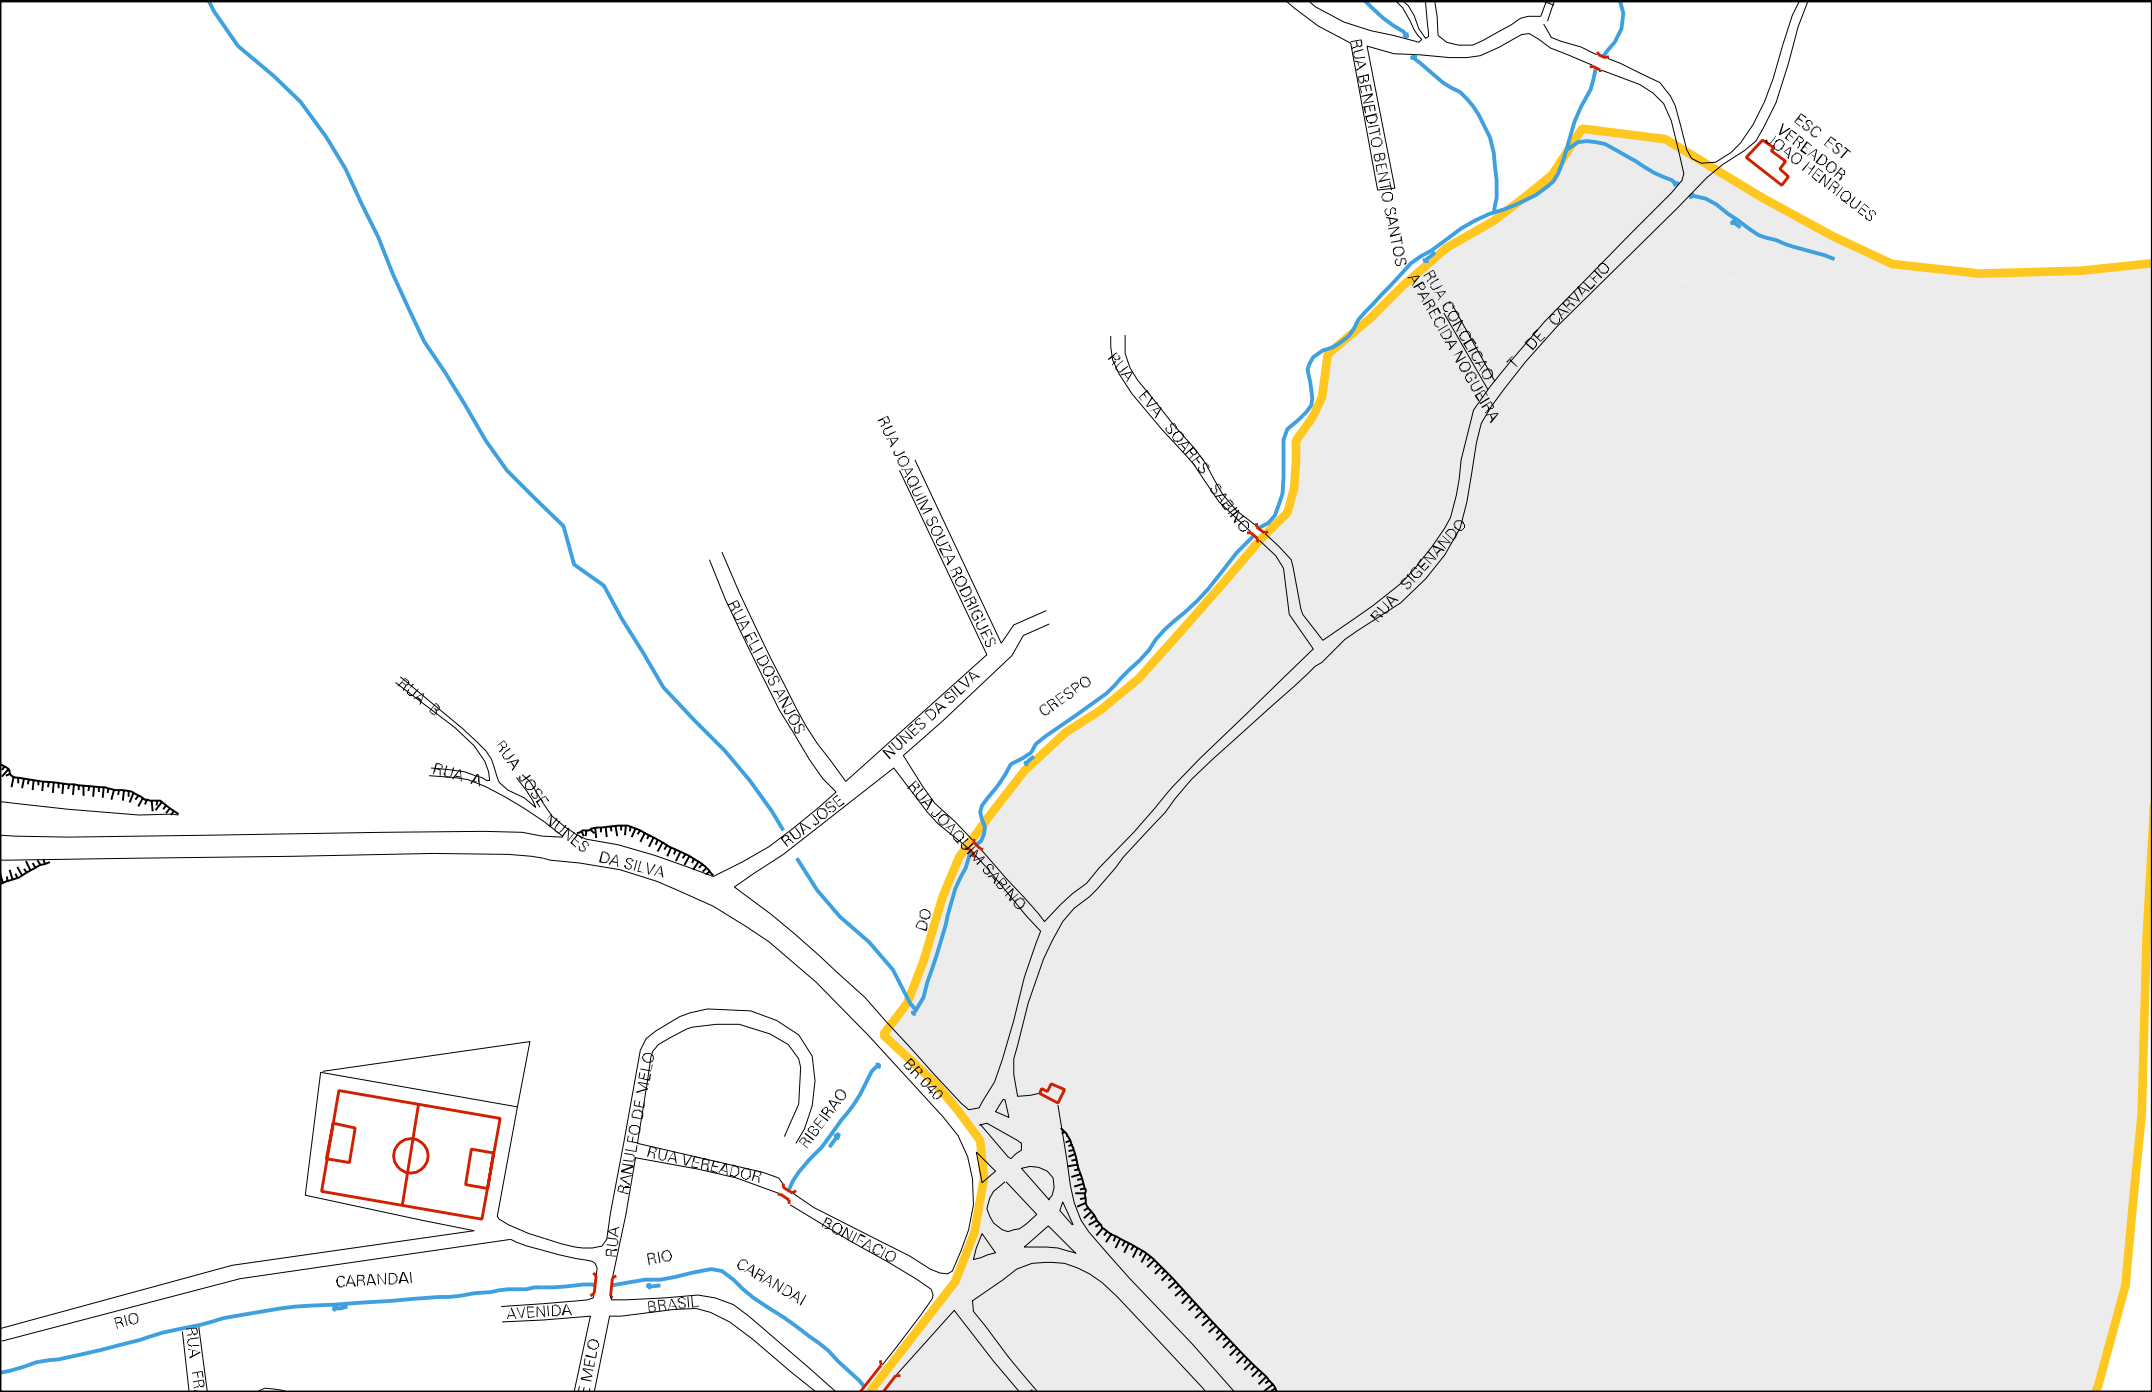 RUA BENEDITO BENTO SANTOS
ESC EST
VEREADOR
JOAO HENRIQUES
RUA CONCEICAO
APARECIDA NOGUEIRA
T DE CARVALHO
RUA SIGENANDO
RUA EVA SOARES SABINO
RUA JOAQUIM SOUZA RODRIGUES
RUA ELI DOS ANJOS
NUNES DA SILVA
RUA JOSE
CRESPO
RUA B
RUA A
RUA JOSE NUNES DA SILVA
RUA JOAQUIM SABINO
DO
BR 040
RIBEIRAO
RANULFO DE MELO
RUA
RUA VEREADOR
BONIFACIO
RIO
CARANDAI
CARANDAI
RIO
AVENIDA
BRASIL
RUA FR
E MELO